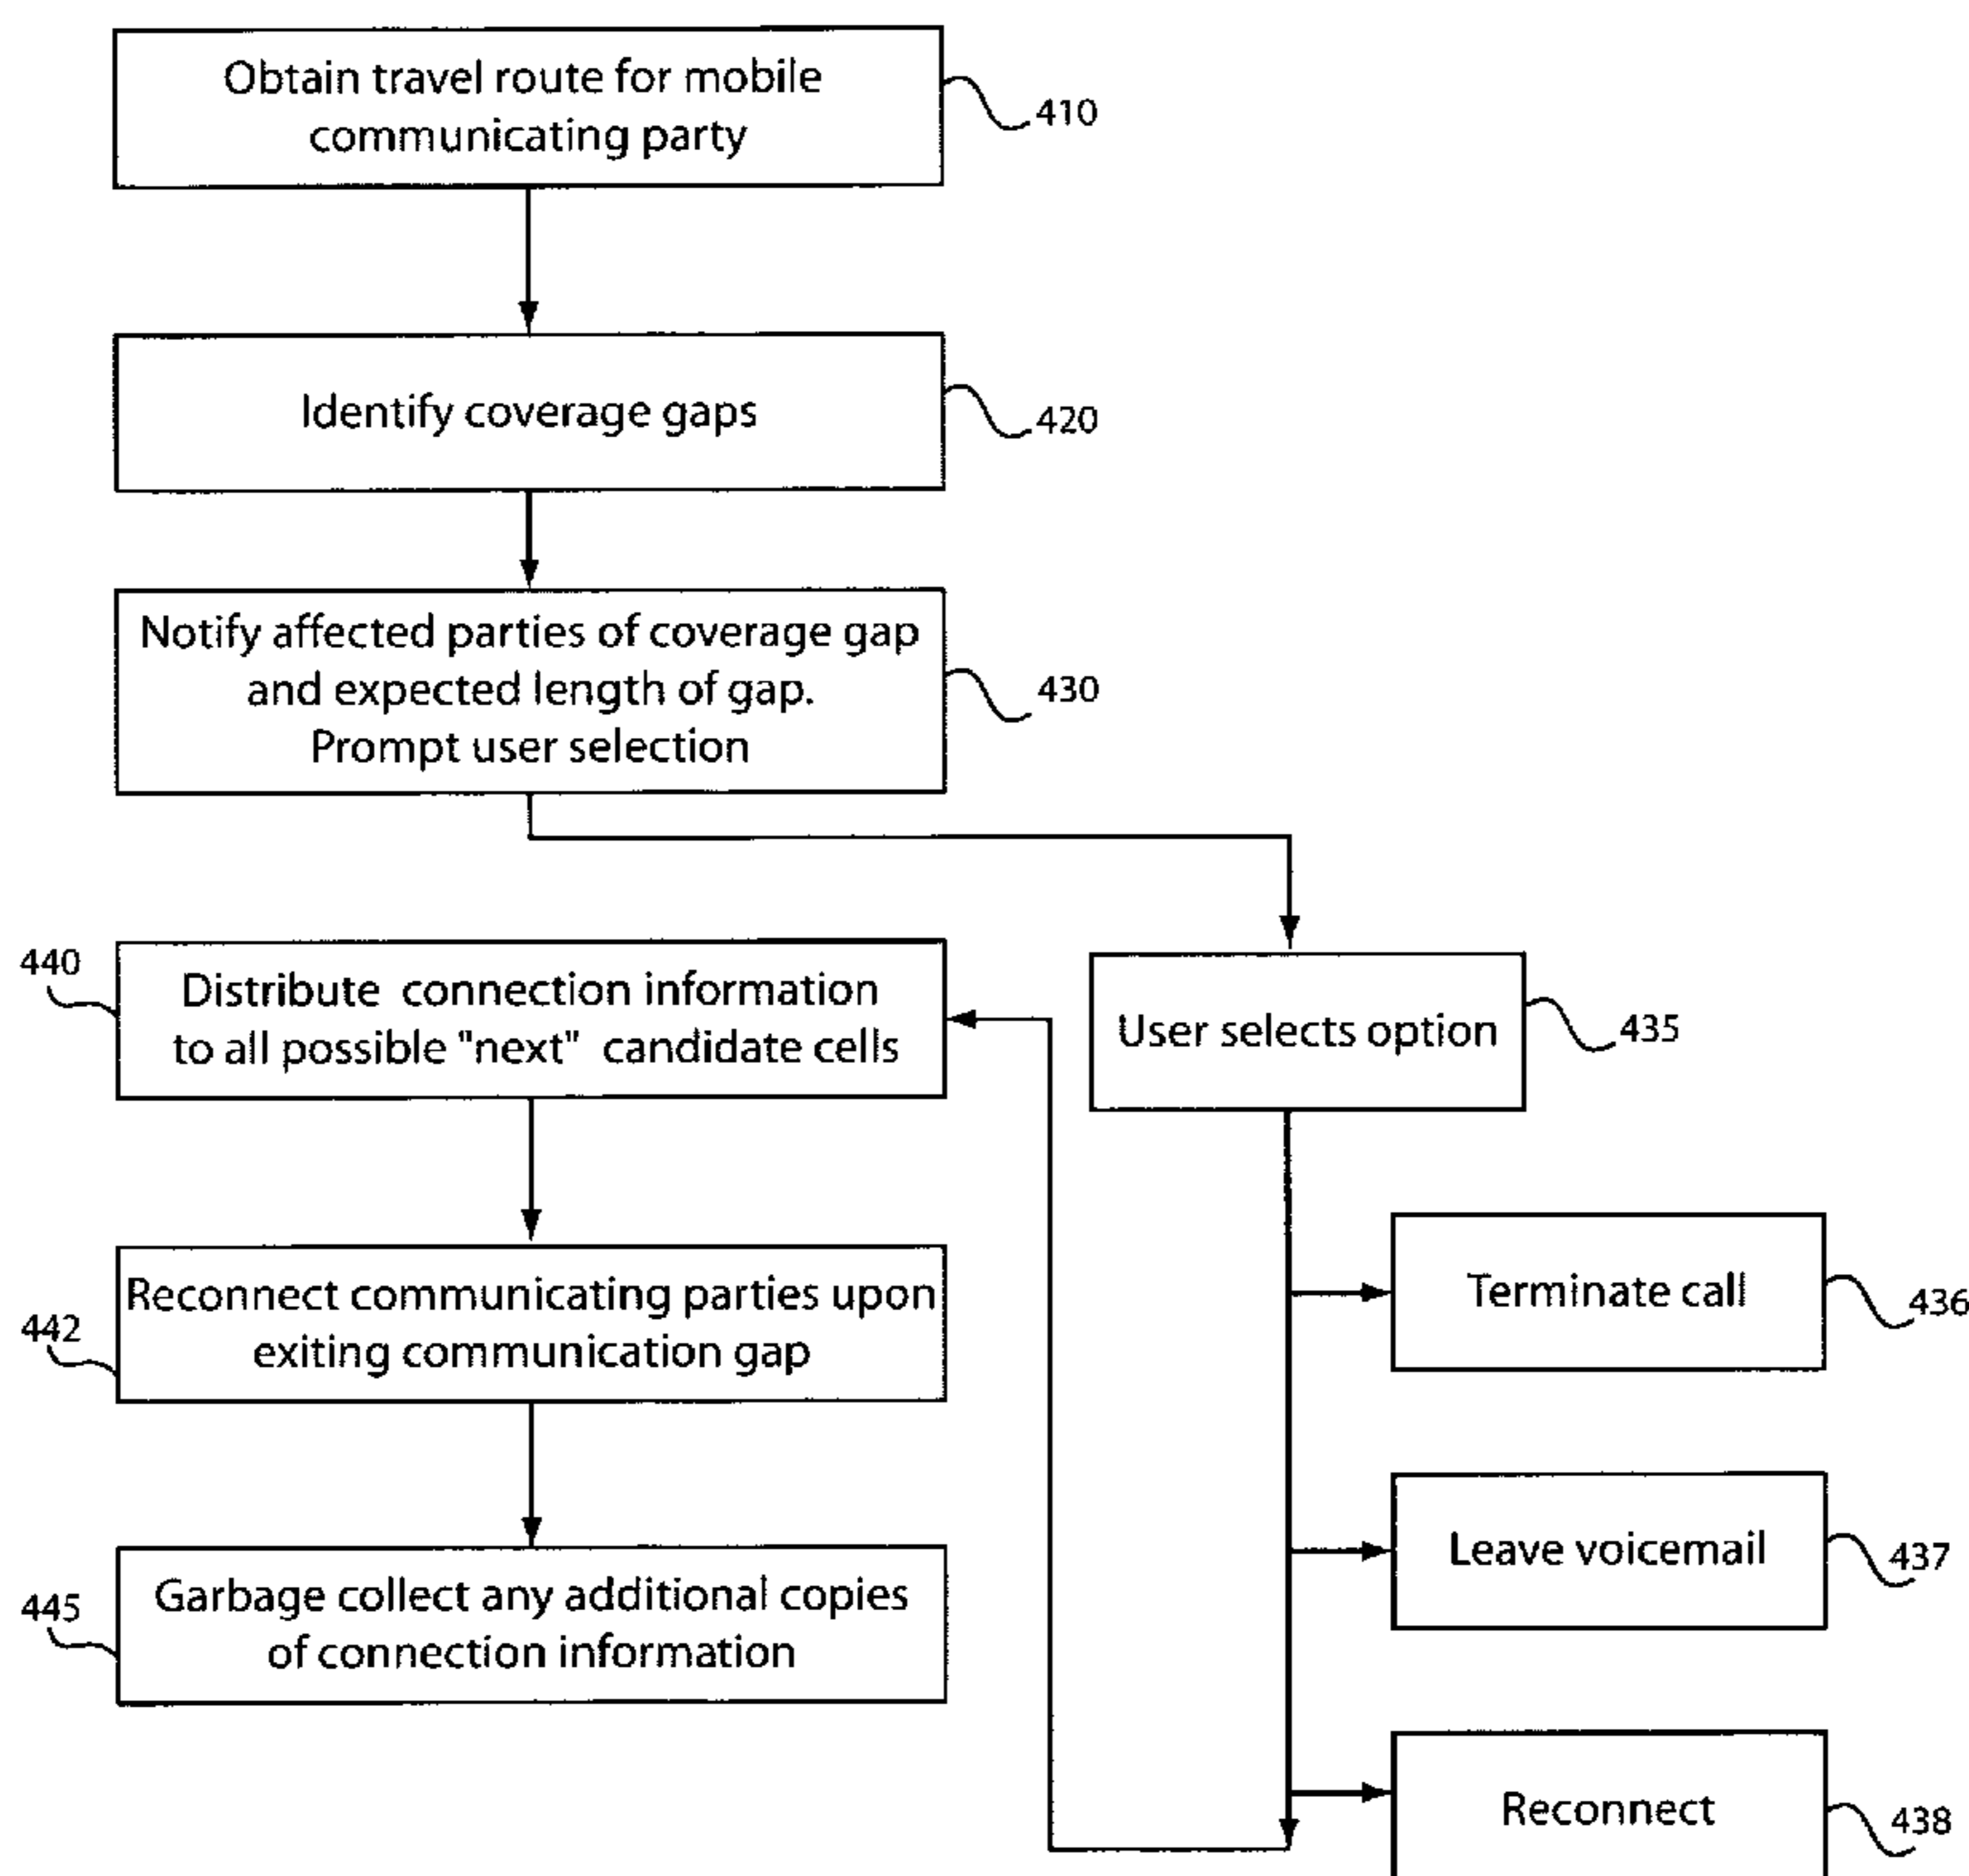 Obtain travel route for mobile
communicating party
410
Identify coverage gaps
420
Notify affected parties of coverage gap
and expected length of gap.
Prompt user selection
430
440
Distribute connection information
to all possible "next" candidate cells
User selects option
435
442
Reconnect communicating parties upon
exiting communication gap
Terminate call
436
445
Garbage collect any additional copies
of connection information
Leave voicemail
437
Reconnect
438